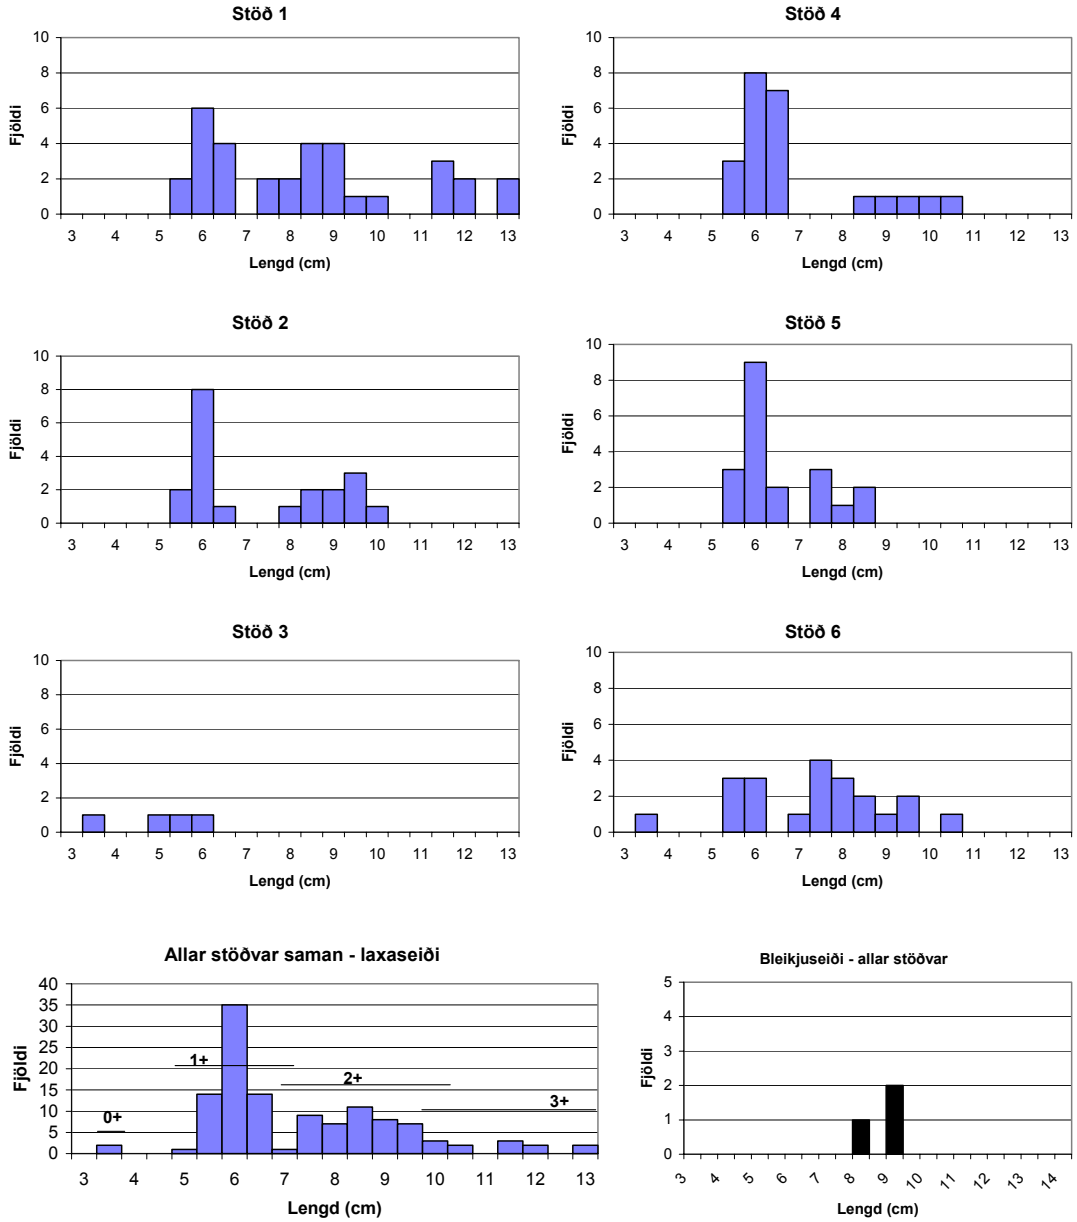 Stöð 1
10
8
6
4
2
0
Fjöldi
3 4 5 6 7 8 9 10 11 12 13
Lengd (cm)
Stöð 4
10
8
6
4
2
0
Fjöldi
3 4 5 6 7 8 9 10 11 12 13
Lengd (cm)
Stöð 2
10
8
6
4
2
0
Fjöldi
3 4 5 6 7 8 9 10 11 12 13
Lengd (cm)
Stöð 5
10
8
6
4
2
0
Fjöldi
3 4 5 6 7 8 9 10 11 12 13
Lengd (cm)
Stöð 3
10
8
6
4
2
0
Fjöldi
3 4 5 6 7 8 9 10 11 12 13
Lengd (cm)
Stöð 6
10
8
6
4
2
0
Fjöldi
3 4 5 6 7 8 9 10 11 12 13
Lengd (cm)
Allar stöðvar saman - laxaseiði
40
35
30
25
20
15
10
5
0
Fjöldi
0+
1+
2+
3+
3 4 5 6 7 8 9 10 11 12 13
Lengd (cm)
Bleikjuseiði - allar stöðvar
5
4
3
2
1
0
Fjöldi
3 4 5 6 7 8 9 10 11 12 13 14
Lengd (cm)